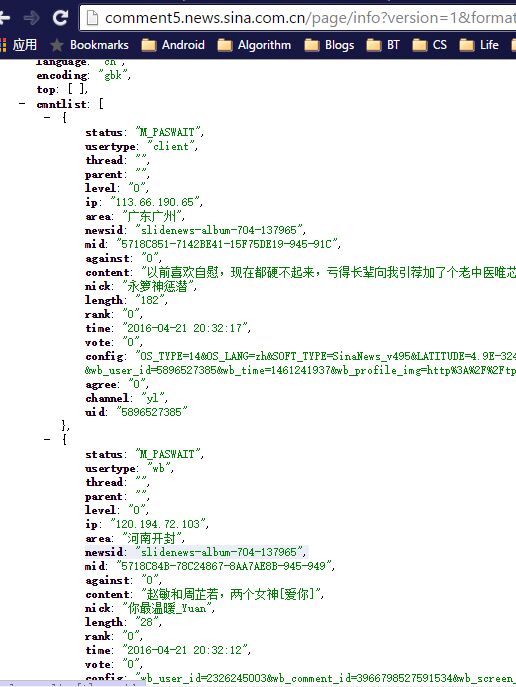 comment5.news.sina.com.cn/page/info?version=1&format
应用 Bookmarks Android Algorithm Blogs BT CS Life
language: "ch",
encoding: "gbk",
top: [ ],
- cmntlist: [
- {
status: "M_PASWAIT",
usertype: "client",
thread: "",
parent: "",
level: "0",
ip: "113.66.190.65",
area: "广东广州",
newsid: "slidenews-album-704-137965",
mid: "5718C851-7142BE41-15F75DE19-945-91C",
against: "0",
content: "以前喜欢自慰，现在都硬不起来，亏得长辈向我引荐加了个老中医唯芯
nick: "永箩神惩潜",
length: "182",
rank: "0",
time: "2016-04-21 20:32:17",
vote: "0",
config: "OS_TYPE=14&OS_LANG=zh&SOFT_TYPE=SinaNews_v495&LATITUDE=4.9E-324
&wb_user_id=5896527385&wb_time=1461241937&wb_profile_img=http%3A%2F%2Ftp
agree: "0",
channel: "yl",
uid: "5896527385"
},
- {
status: "M_PASWAIT",
usertype: "wb",
thread: "",
parent: "",
level: "0",
ip: "120.194.72.103",
area: "河南开封",
newsid: "slidenews-album-704-137965",
mid: "5718C84B-78C24867-8AA7AE8B-945-949",
against: "0",
content: "赵敏和周芷若，两个女神[爱你]",
nick: "你最温暖_Yuan",
length: "28",
rank: "0",
time: "2016-04-21 20:32:12",
vote: "0",
config: "wb_user_id=2326245003&wb_comment_id=3966798527591534&wb_screen_